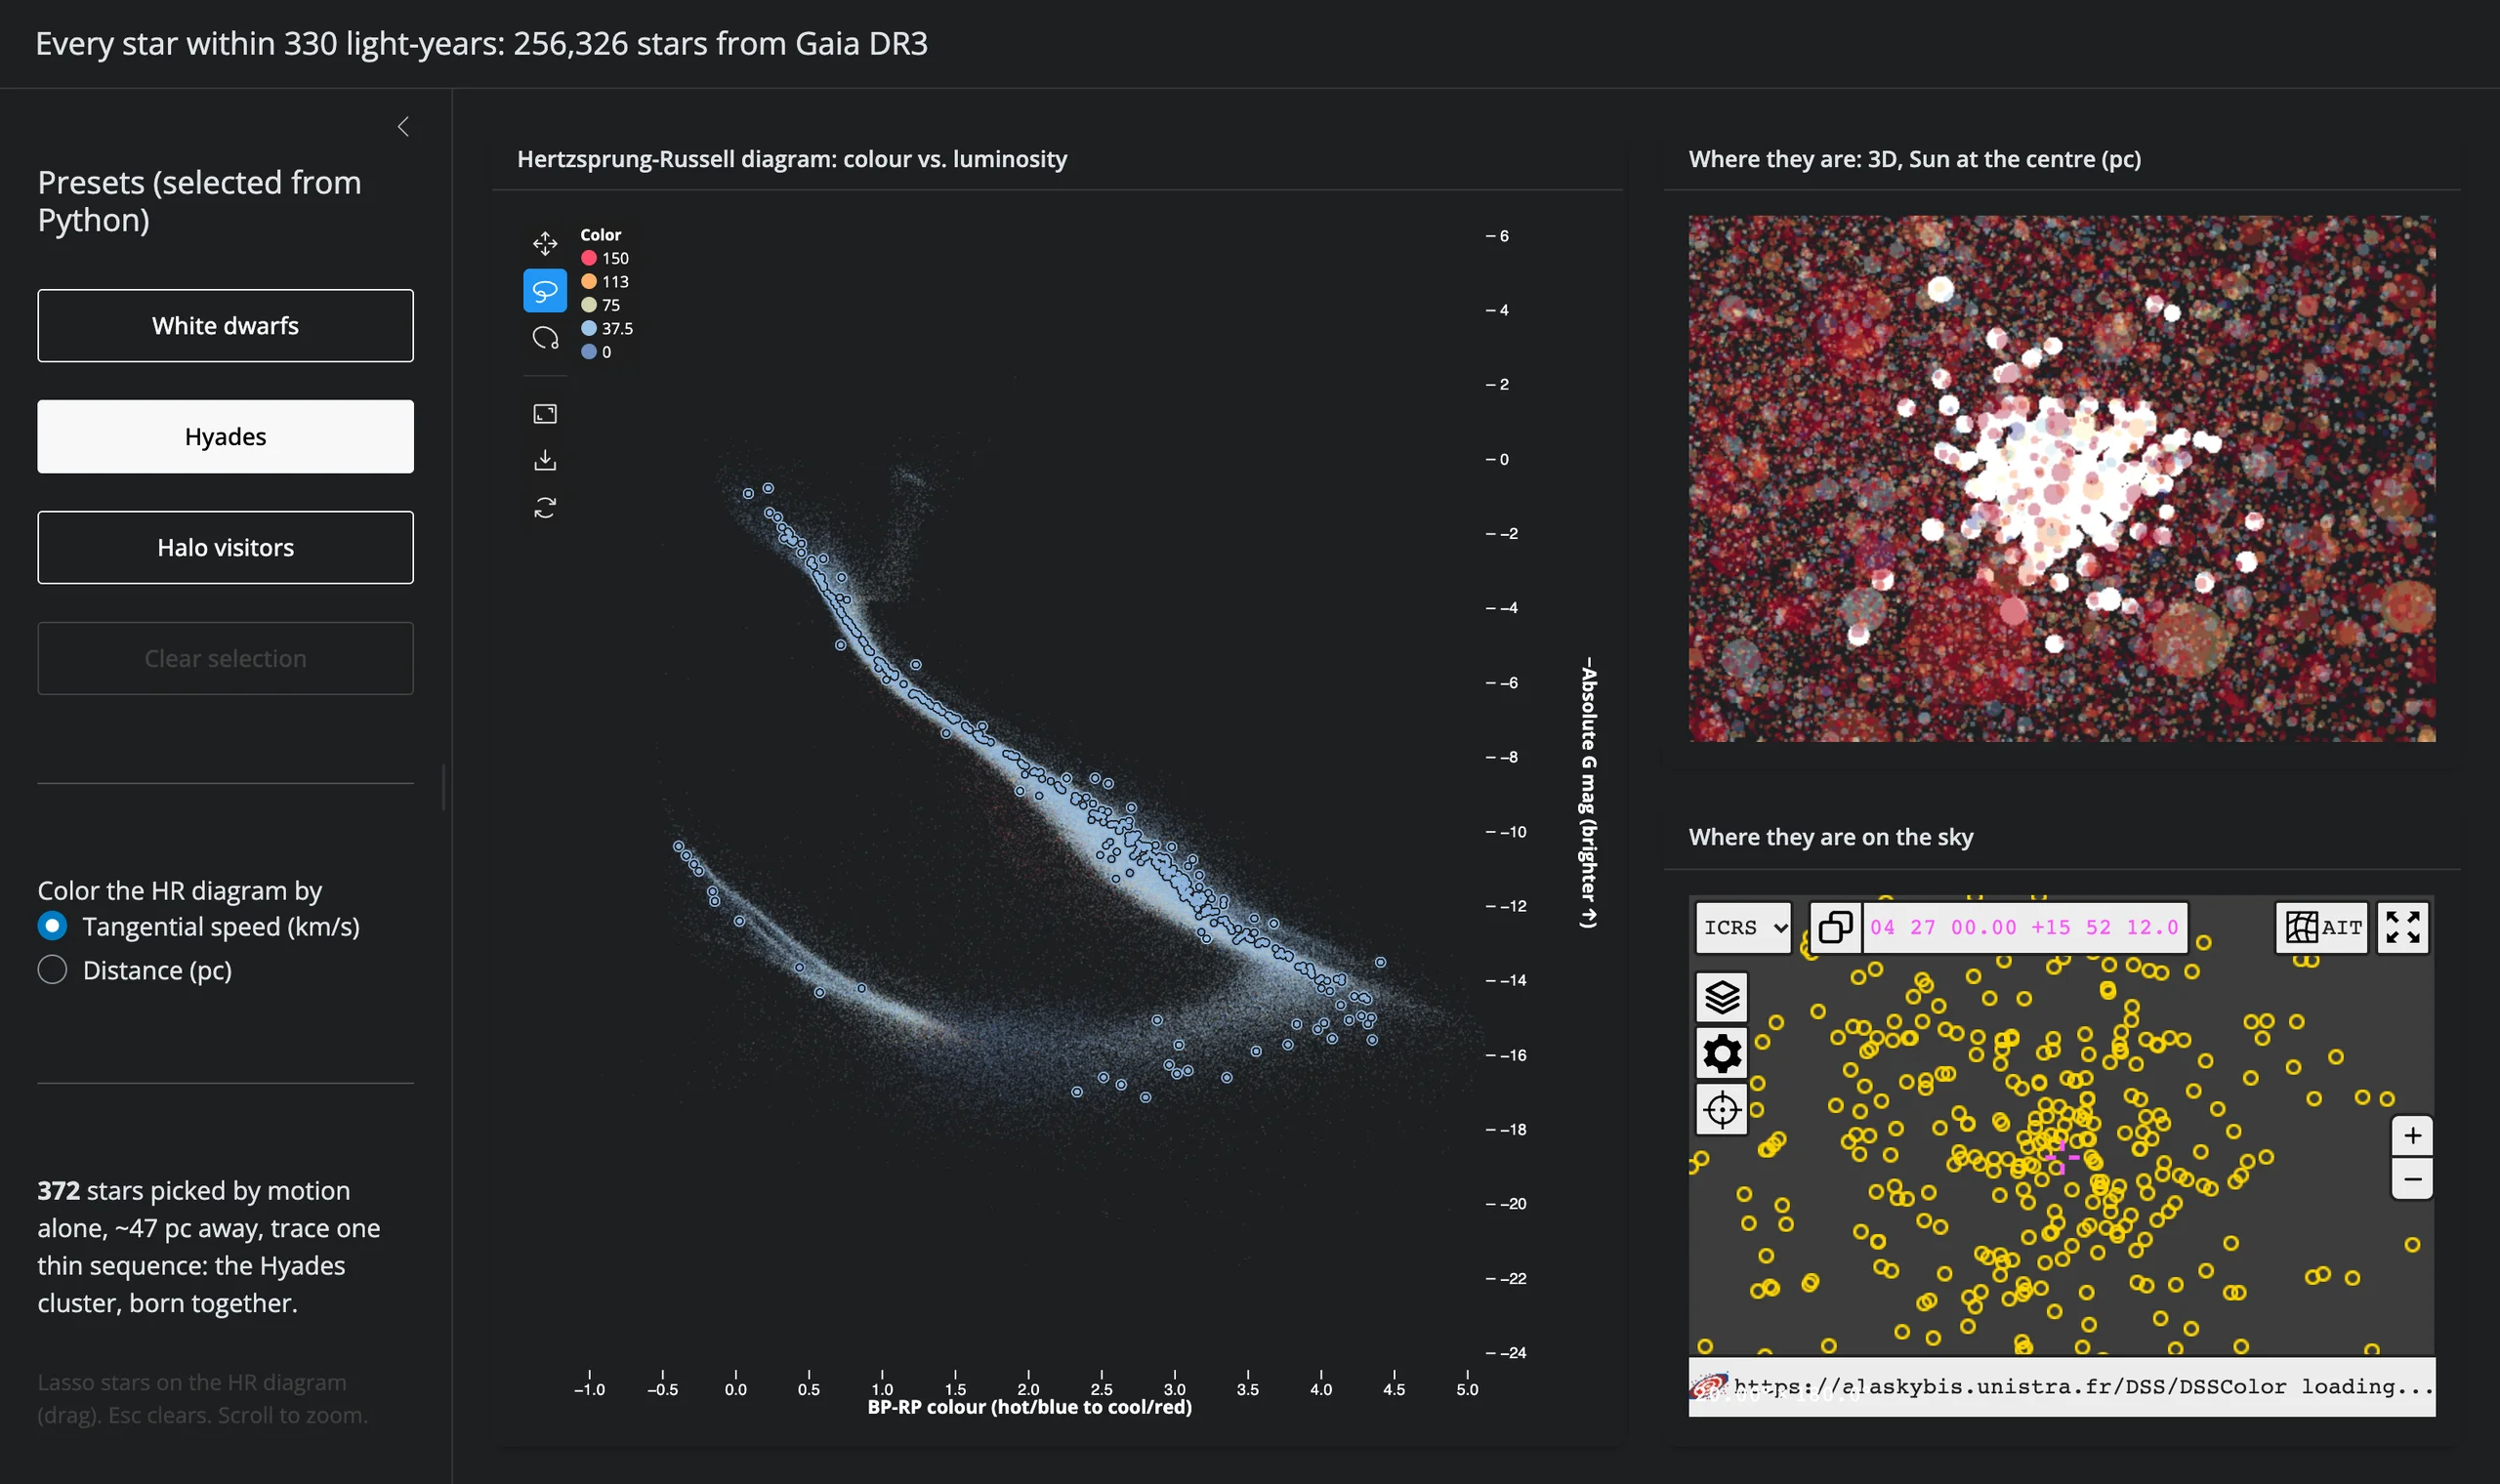 Every star within 330 light-years: 256,326 stars from Gaia DR3
Presets (selected from
Python)
White dwarfs
Hyades
Halo visitors
Clear selection
Color the HR diagram by
Tangential speed (km/s)
Distance (pc)
372 stars picked by motion
alone, ~47 pc away, trace one
thin sequence: the Hyades
cluster, born together.
Lasso stars on the HR diagram
(drag). Esc clears. Scroll to zoom.
Hertzsprung-Russell diagram: colour vs. luminosity
Color
150
113
75
37.5
0
6
4
2
0
−2
−4
−6
−8
−10
−12
−14
−16
−18
−20
−22
−24
−Absolute G mag (brighter ↑)
−1.0 −0.5 0.0 0.5 1.0 1.5 2.0 2.5 3.0 3.5 4.0 4.5 5.0
BP-RP colour (hot/blue to cool/red)
Where they are: 3D, Sun at the centre (pc)
Where they are on the sky
ICRS 04 27 00.00 +15 52 12.0 AIT
+
−
https://alaskybis.unistra.fr/DSS/DSSColor loading...